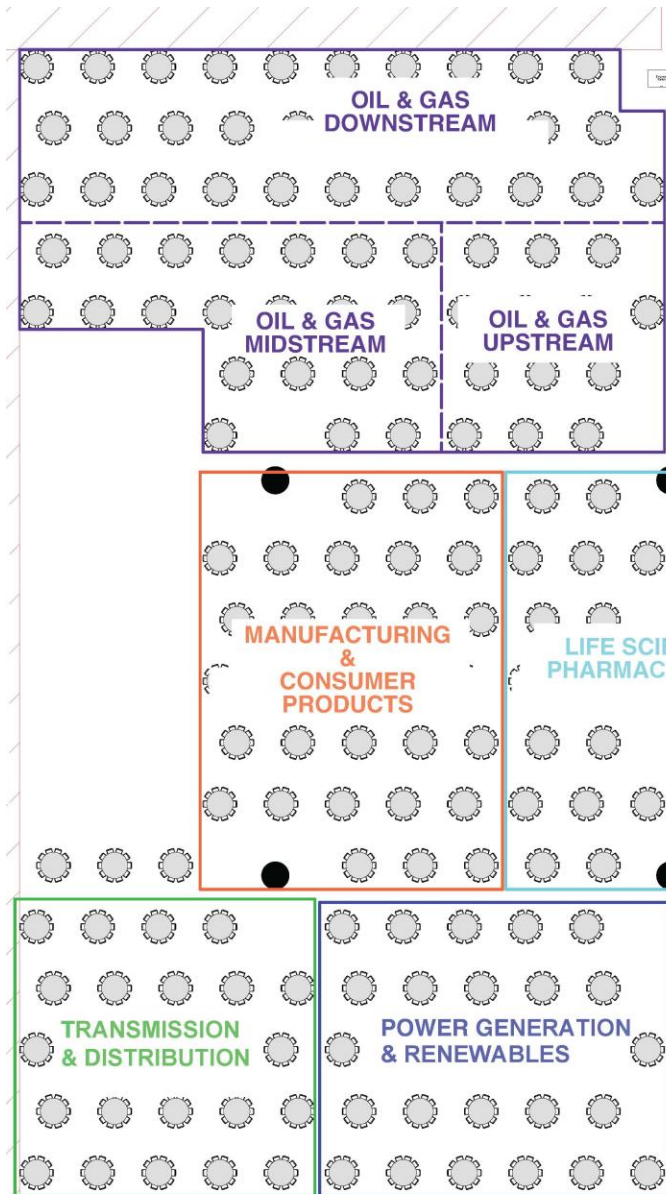 OIL & GAS
DOWNSTREAM
OIL & GAS
MIDSTREAM
OIL & GAS
UPSTREAM
MANUFACTURING
&
CONSUMER
PRODUCTS
LIFE SCIE
PHARMAC
TRANSMISSION
& DISTRIBUTION
POWER GENERATION
& RENEWABLES